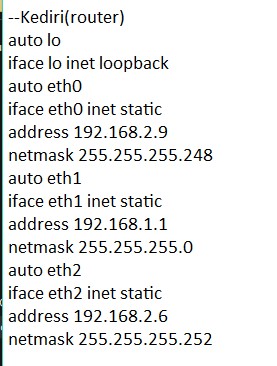 --Kediri(router)
auto lo
iface lo inet loopback
auto eth0
iface eth0 inet static
address 192.168.2.9
netmask 255.255.255.248
auto eth1
iface eth1 inet static
address 192.168.1.1
netmask 255.255.255.0
auto eth2
iface eth2 inet static
address 192.168.2.6
netmask 255.255.255.252